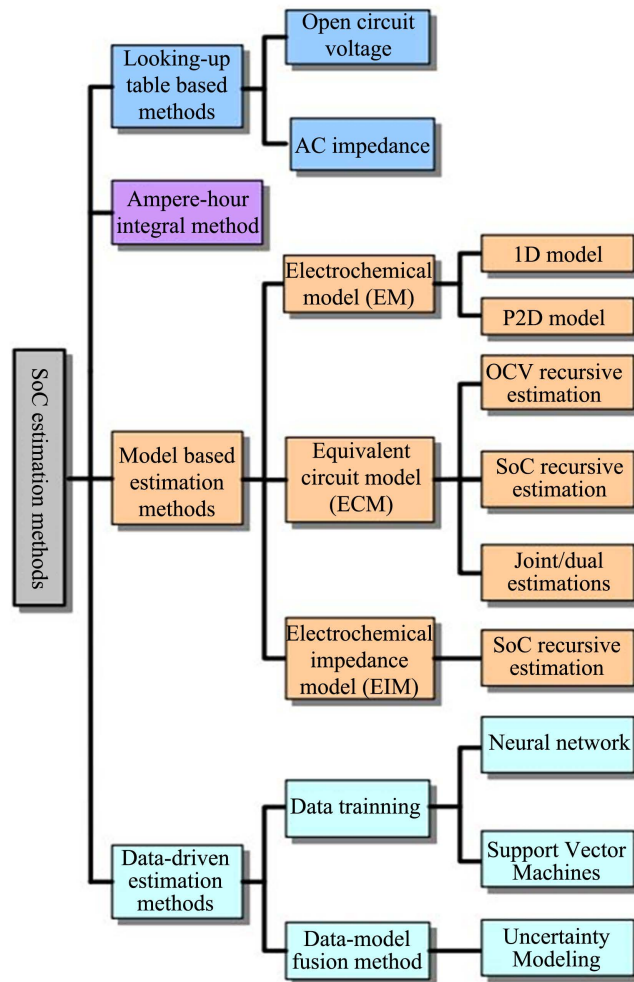 SoC estimation methods
Looking-up
table based
methods
Open circuit
voltage
AC impedance
Ampere-hour
integral method
Model based
estimation
methods
Electrochemical
model (EM)
1D model
P2D model
Equivalent
circuit model
(ECM)
OCV recursive
estimation
SoC recursive
estimation
Joint/dual
estimations
Electrochemical
impedance
model (EIM)
SoC recursive
estimation
Data-driven
estimation
methods
Data trainning
Neural network
Support Vector
Machines
Data-model
fusion method
Uncertainty
Modeling